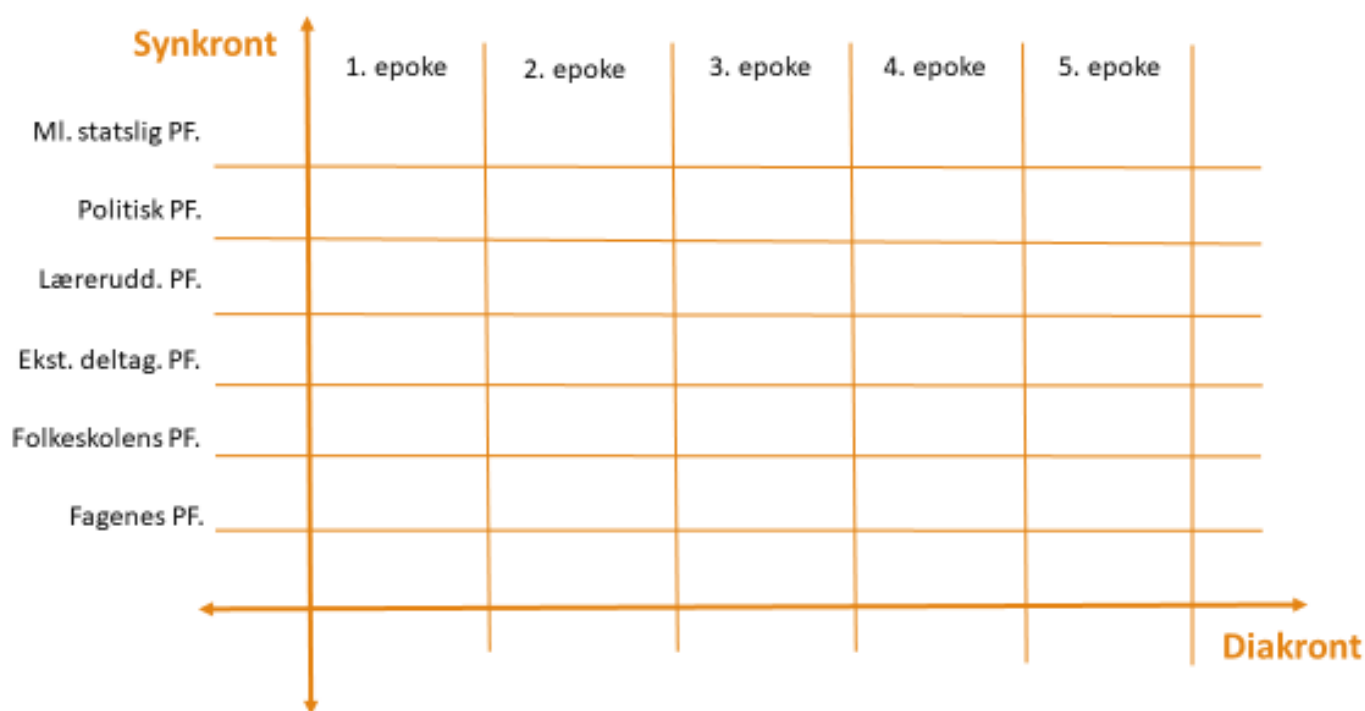 Synkront
1. epoke 2. epoke 3. epoke 4. epoke 5. epoke
Ml. statslig PF.
Politisk PF.
Lærerudd. PF.
Ekst. deltag. PF.
Folkeskolens PF.
Fagenes PF.
Diakront